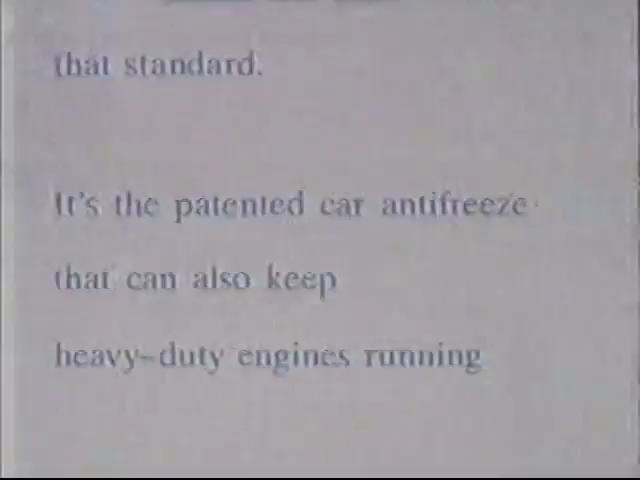 that standard.
It's the patented car antifreeze
that can also keep
heavy-duty engines running